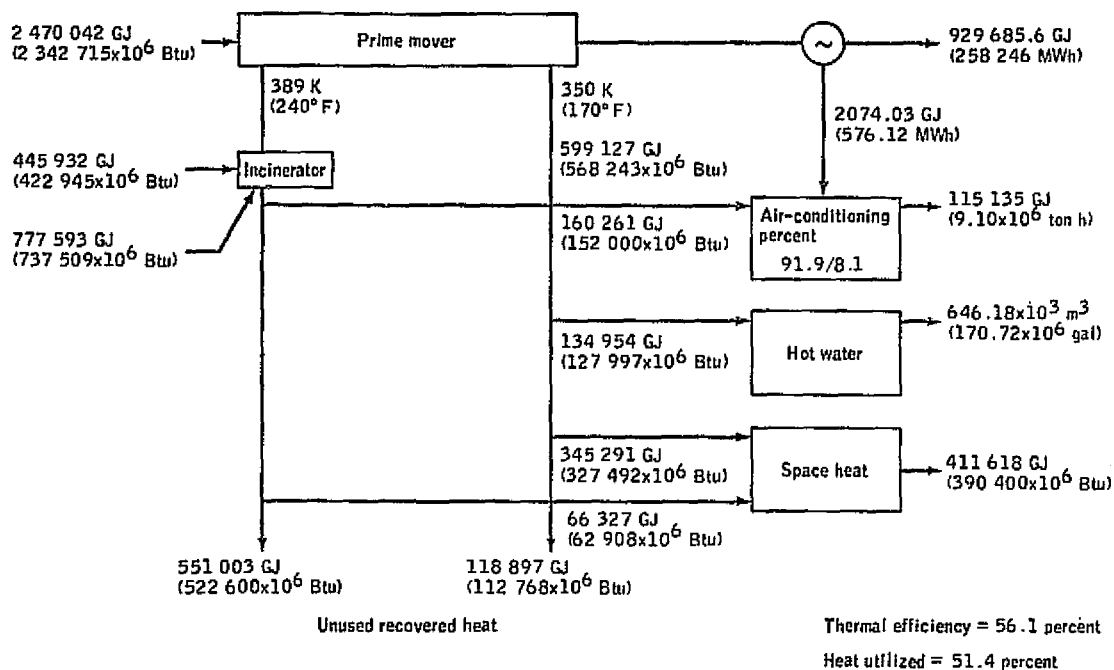 2 470 042 GJ
(2 342 715x10⁶ Btu)
Prime mover
~
929 685.6 GJ
(258 246 MWh)
389 K
(240° F)
350 K
(170° F)
2074.03 GJ
(576.12 MWh)
445 932 GJ
(422 945x10⁶ Btu)
Incinerator
599 127 GJ
(568 243x10⁶ Btu)
777 593 GJ
(737 509x10⁶ Btu)
160 261 GJ
(152 000x10⁶ Btu)
Air-conditioning
percent
91.9/8.1
115 135 GJ
(9.10x10⁶ ton h)
134 954 GJ
(127 997x10⁶ Btu)
Hot water
646.18x10³ m³
(170.72x10⁶ gal)
345 291 GJ
(327 492x10⁶ Btu)
Space heat
411 618 GJ
(390 400x10⁶ Btu)
66 327 GJ
(62 908x10⁶ Btu)
551 003 GJ
(522 600x10⁶ Btu)
118 897 GJ
(112 768x10⁶ Btu)
Unused recovered heat
Thermal efficiency = 56.1 percent
Heat utilized = 51.4 percent